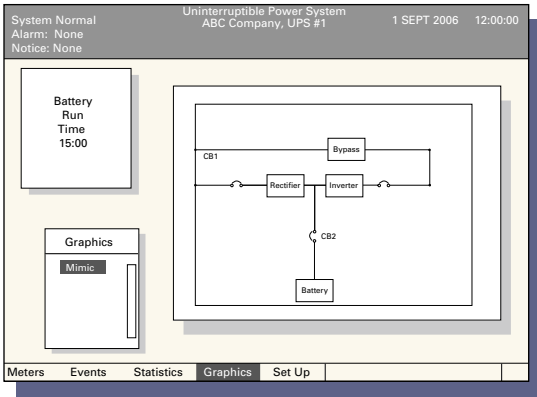 Uninterruptible Power System
System Normal
ABC Company, UPS #1
1 SEPT 2006 12:00:00
Alarm: None
Notice: None
Battery
Run
Time
15:00
CB1
Bypass
Rectifier
Inverter
CB2
Battery
Graphics
Mimic
Meters Events Statistics Graphics Set Up